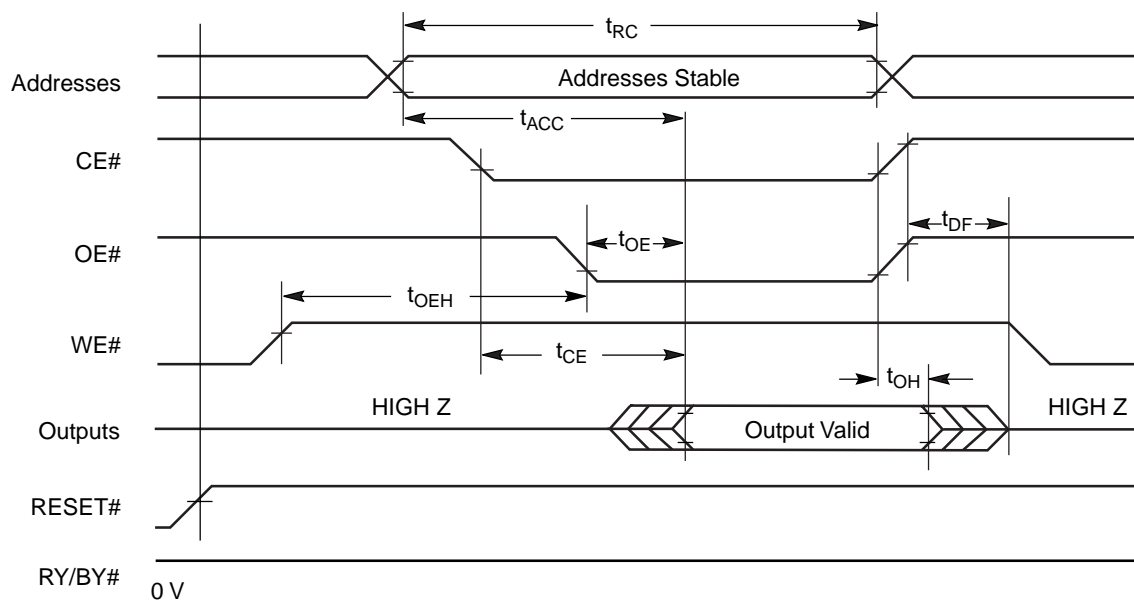 tRC
Addresses
Addresses Stable
tACC
CE#
tDF
OE#
tOE
tOEH
WE#
tCE
tOH
HIGH Z
HIGH Z
Outputs
Output Valid
RESET#
RY/BY#
0 V